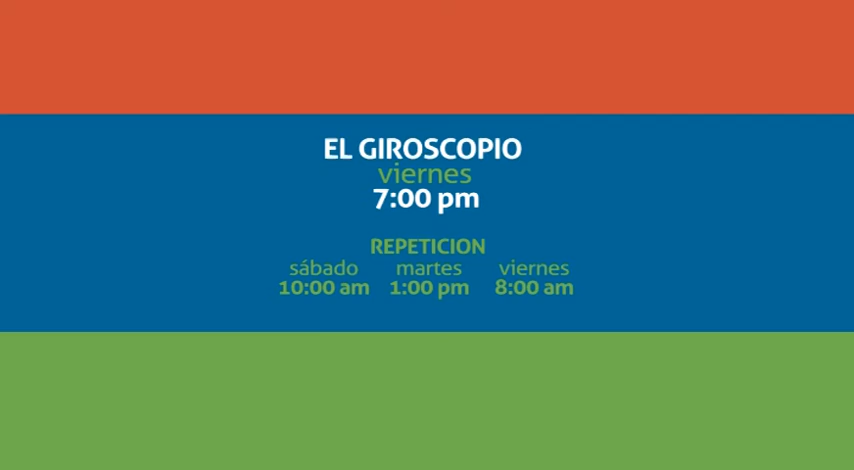 EL GIROSCOPIO
viernes
7:00 pm
REPETICION
sábado martes viernes
10:00 am 1:00 pm 8:00 am